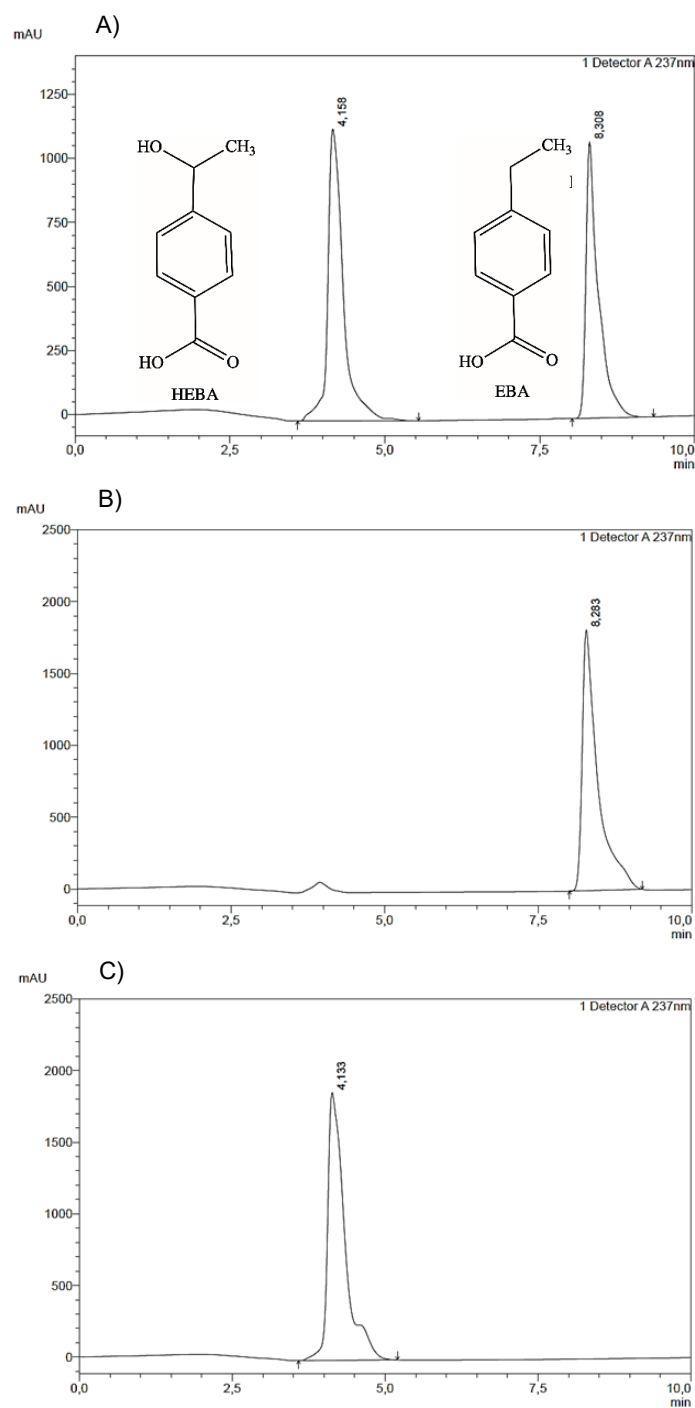 A)
mAU
1 Detector A 237nm
4,158
8,308
1250
1000
750
500
250
0
HO
CH3
HO
O
HEBA
CH3
HO
O
EBA
0,0 2,5 5,0 7,5 10,0
min
B)
mAU
1 Detector A 237nm
8,283
2500
2000
1500
1000
500
0
0,0 2,5 5,0 7,5 10,0
min
C)
mAU
1 Detector A 237nm
4,133
2500
2000
1500
1000
500
0
0,0 2,5 5,0 7,5 10,0
min